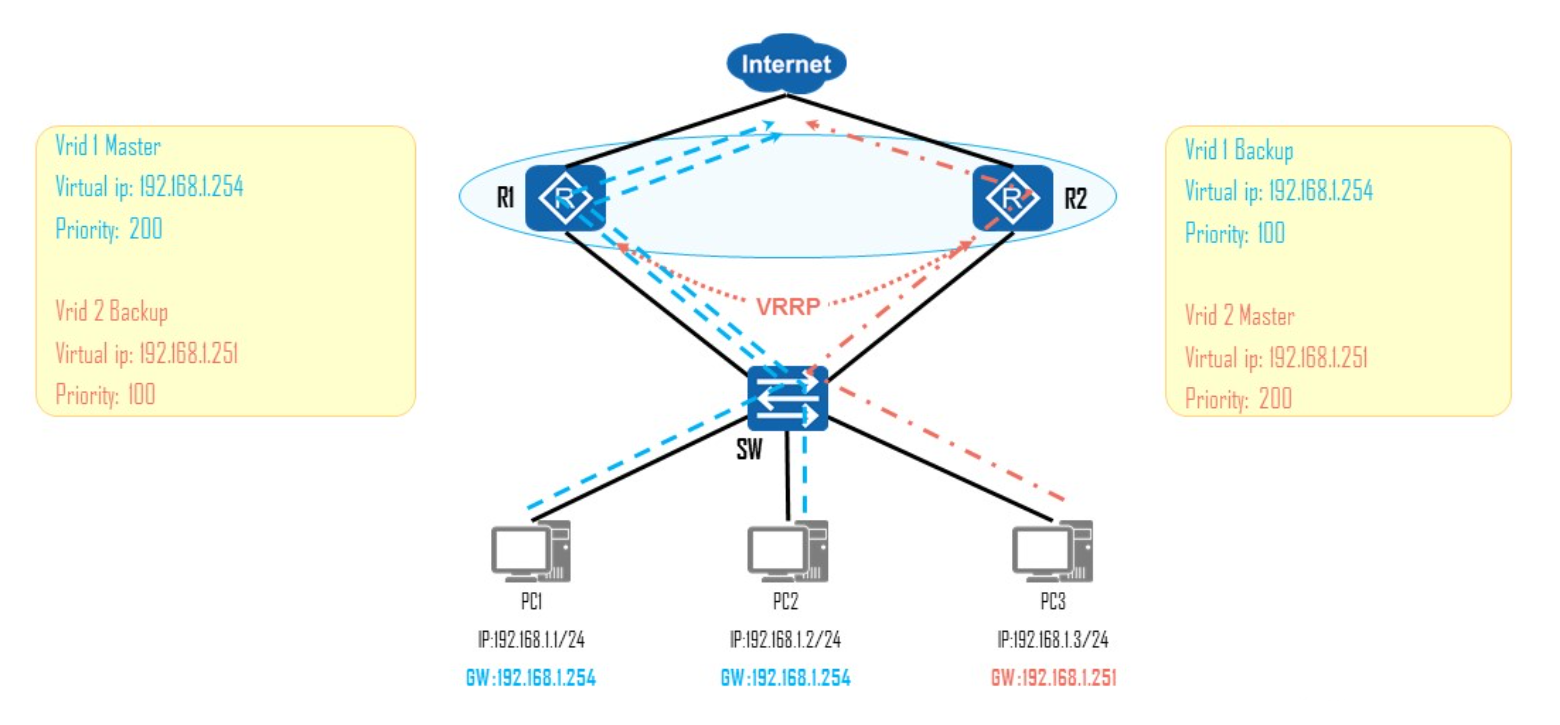 Internet
Vrid 1 Master
Virtual ip: 192.168.1.254
Priority: 200
Vrid 2 Backup
Virtual ip: 192.168.1.251
Priority: 100
R1
R
R
R2
VRRP
Vrid 1 Backup
Virtual ip: 192.168.1.254
Priority: 100
Vrid 2 Master
Virtual ip: 192.168.1.251
Priority: 200
SW
PC1
IP:192.168.1.1/24
GW:192.168.1.254
PC2
IP:192.168.1.2/24
GW:192.168.1.254
PC3
IP:192.168.1.3/24
GW:192.168.1.251